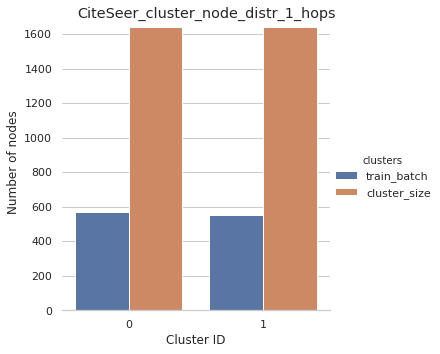 CiteSeer_cluster_node_distr_1_hops
1600
1400
1200
1000
800
600
400
200
0
Number of nodes
0 1
Cluster ID
clusters
train_batch
cluster_size